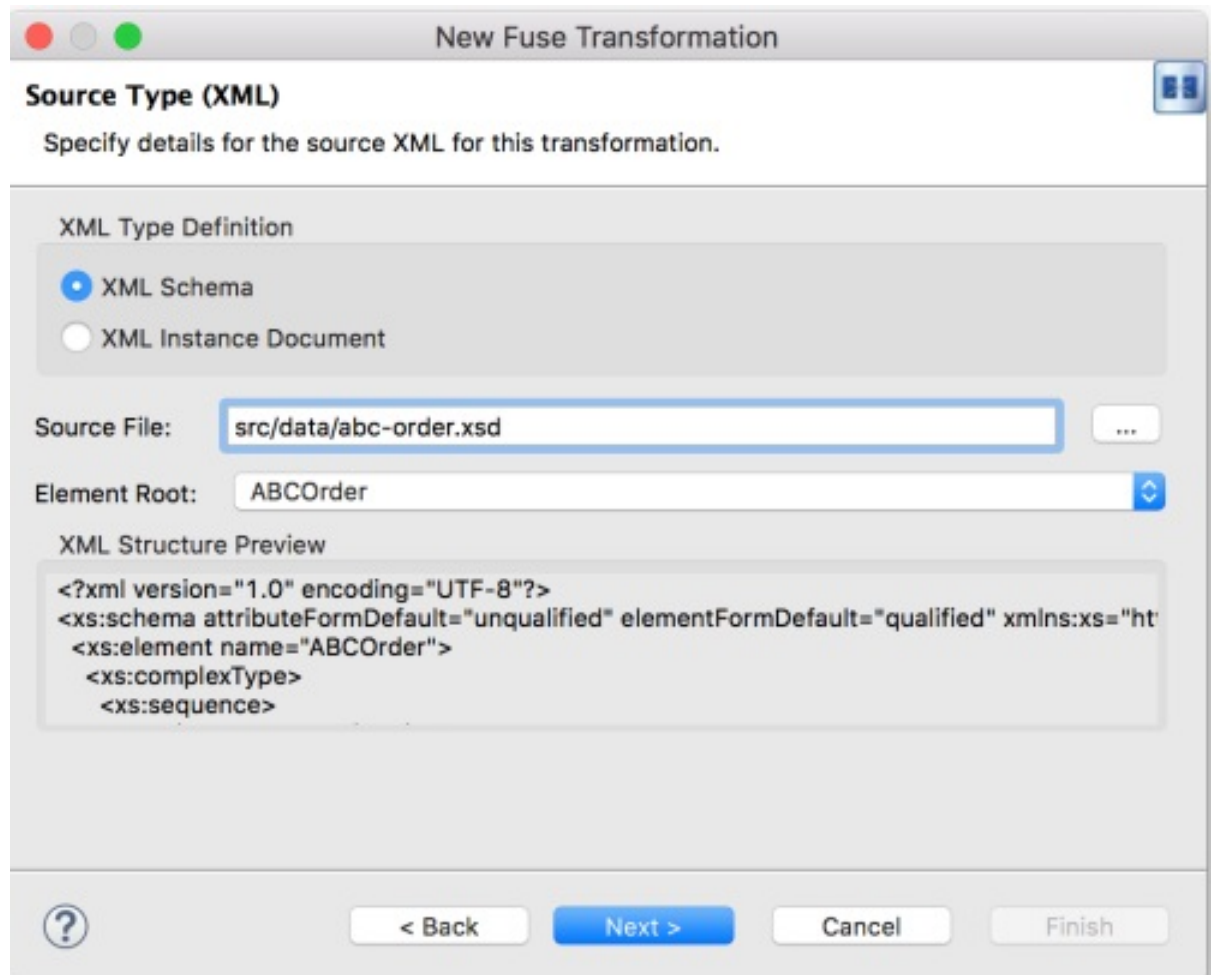 New Fuse Transformation
Source Type (XML)
Specify details for the source XML for this transformation.
XML Type Definition
XML Schema
XML Instance Document
Source File: src/data/abc-order.xsd ...
Element Root: ABCOrder
XML Structure Preview
<?xml version="1.0" encoding="UTF-8"?>
<xs:schema attributeFormDefault="unqualified" elementFormDefault="qualified" xmlns:xs="ht
<xs:element name="ABCOrder">
<xs:complexType>
<xs:sequence>
? < Back Next > Cancel Finish